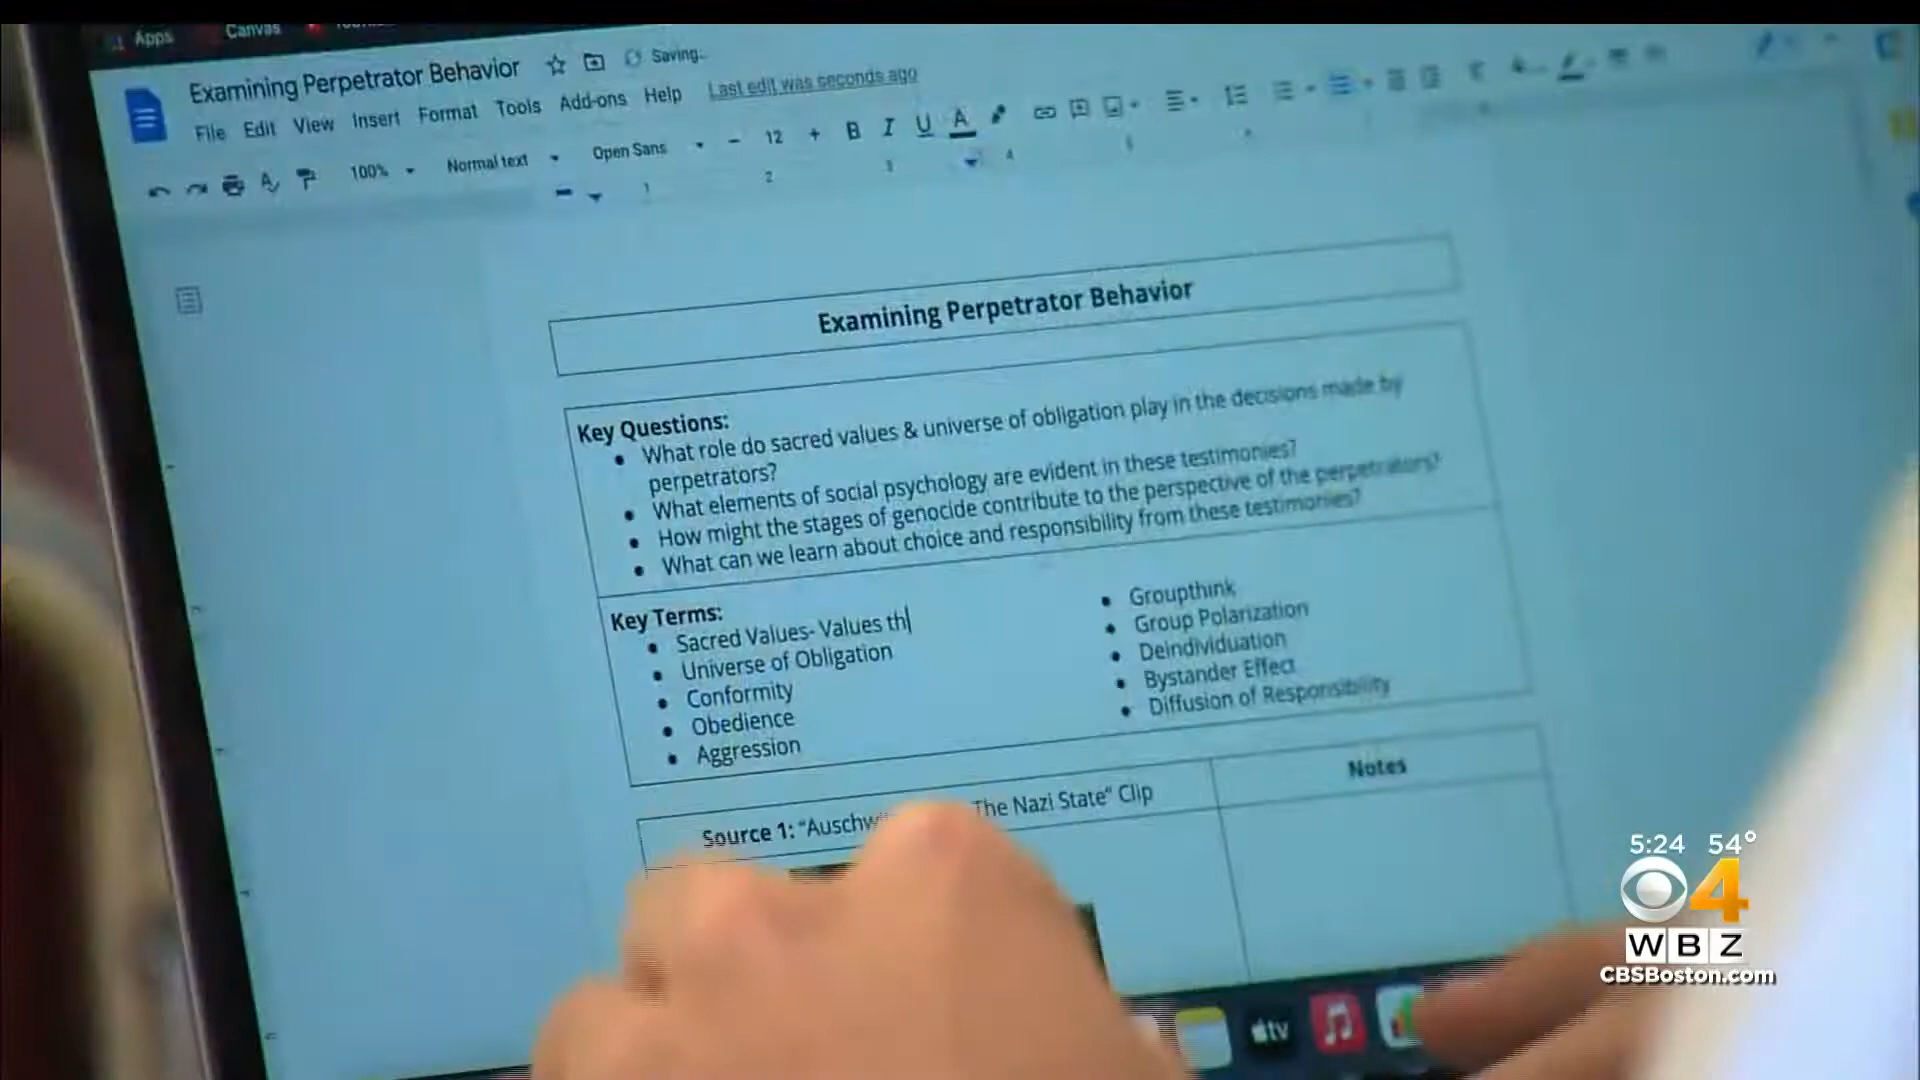 Apps Canvas
Examining Perpetrator Behavior Saving...
File Edit View Insert Format Tools Add-ons Help Last edit was seconds ago
100% Normal text Open Sans - 12 + B I U A
1 2 3 4 5
Examining Perpetrator Behavior
Key Questions:
● What role do sacred values & universe of obligation play in the decisions made by
perpetrators?
● What elements of social psychology are evident in these testimonies?
● How might the stages of genocide contribute to the perspective of the perpetrators?
● What can we learn about choice and responsibility from these testimonies?
Key Terms:
● Sacred Values- Values th
● Universe of Obligation
● Conformity
● Obedience
● Aggression
● Groupthink
● Group Polarization
● Deindividuation
● Bystander Effect
● Diffusion of Responsibility
Source 1: "Auschw The Nazi State" Clip
Notes
tv
5:24 54°
4
WBZ
CBSBoston.com